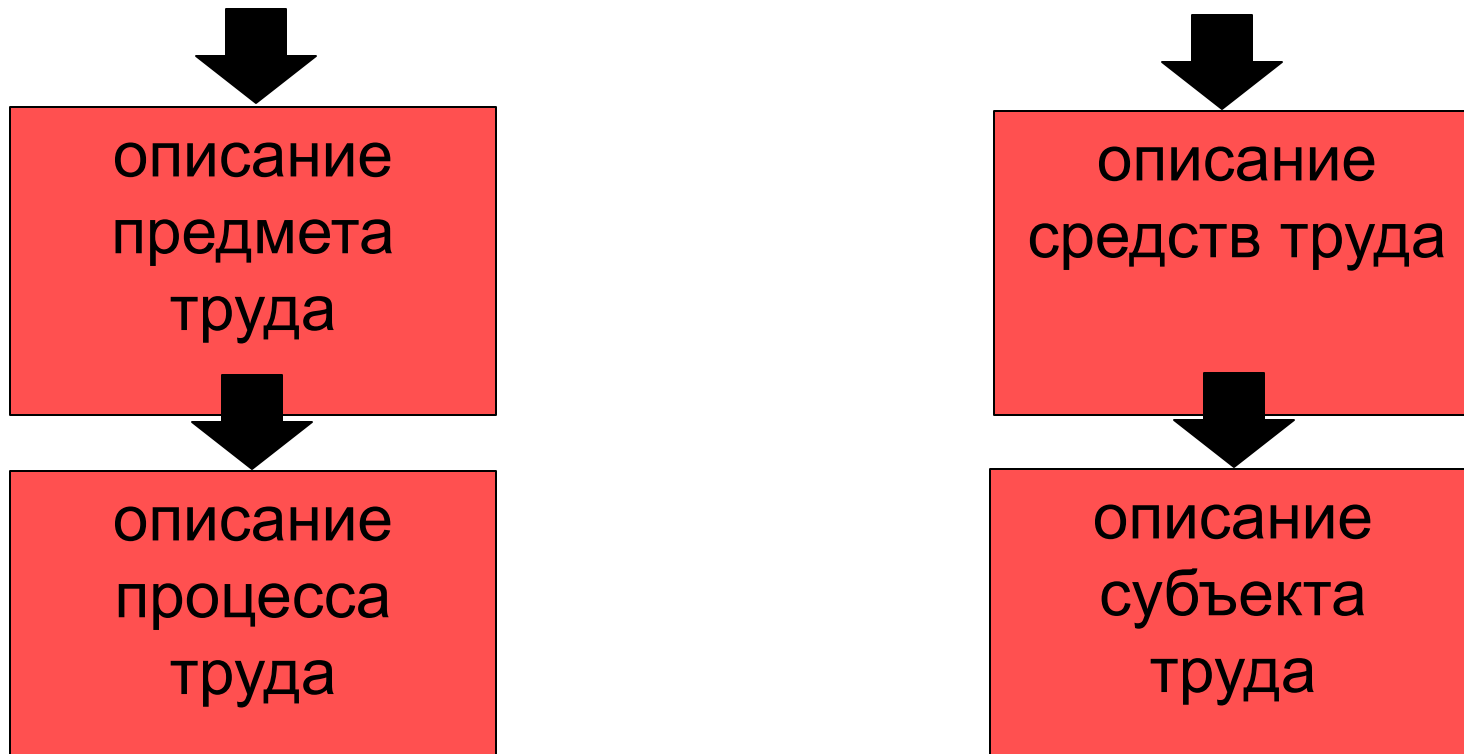 описание
предмета
труда
описание
средств труда
описание
процесса
труда
описание
субъекта
труда